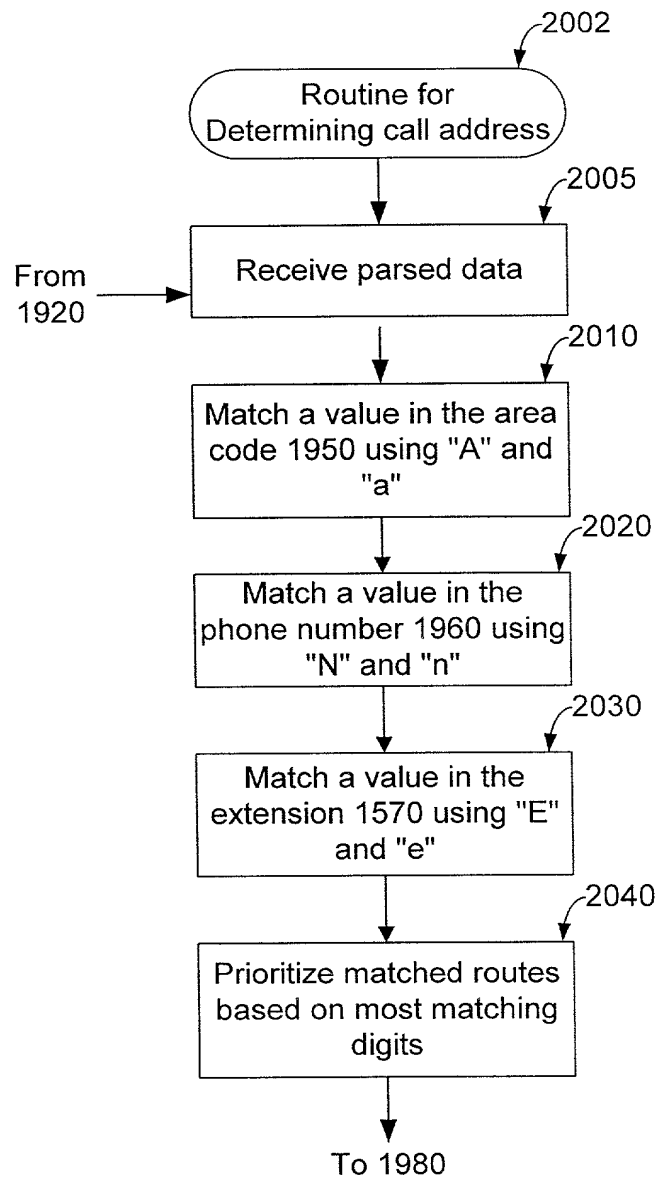 2002
Routine for
Determining call address
2005
Receive parsed data
From
1920
2010
Match a value in the area
code 1950 using "A" and
"a"
2020
Match a value in the
phone number 1960 using
"N" and "n"
2030
Match a value in the
extension 1570 using "E"
and "e"
2040
Prioritize matched routes
based on most matching
digits
To 1980